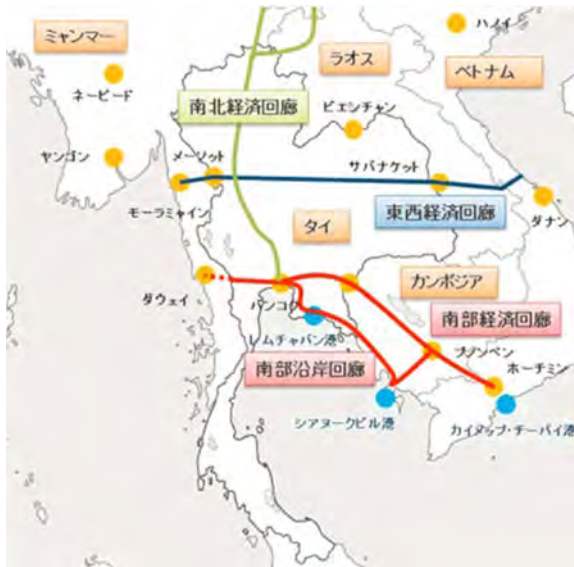 ミャンマー
ハノイ
ラオス
ベトナム
ネーピード
南北経済回廊
ビエンチャン
ヤンゴン
メーソット
サバナケット
モーラミャイン
東西経済回廊
ダナン
タイ
カンボジア
ダウェイ
バンコク
レムチャバン港
南部経済回廊
プノンペン
ホーチミン
南部沿岸回廊
シアヌークビル港
カイメップ・チーバイ港